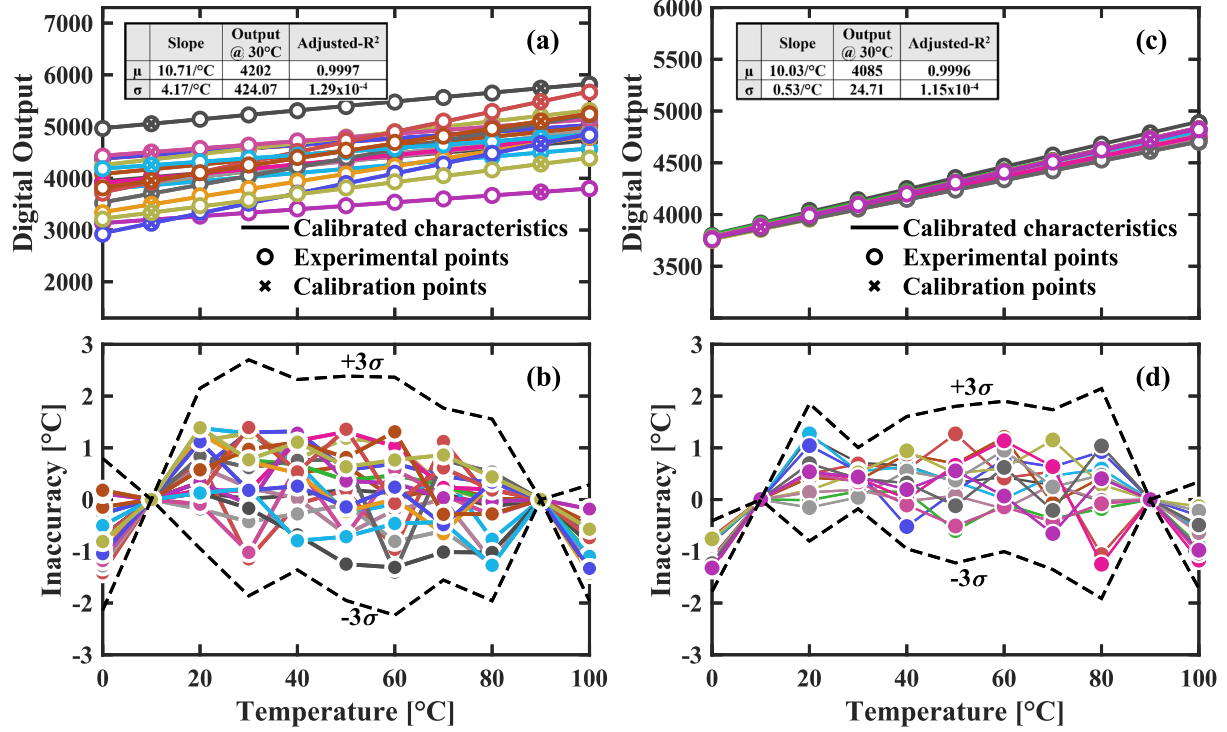 7000
6000
5000
4000
3000
2000
Digital Output
Slope Output @ 30°C Adjusted-R²
μ 10.71/°C 4202 0.9997
σ 4.17/°C 424.07 1.29x10⁻⁴
(a)
Calibrated characteristics
Experimental points
Calibration points
6000
5500
5000
4500
4000
3500
Digital Output
Slope Output @ 30°C Adjusted-R²
μ 10.03/°C 4085 0.9996
σ 0.53/°C 24.71 1.15x10⁻⁴
(c)
Calibrated characteristics
Experimental points
Calibration points
3
2
1
0
-1
-2
-3
Inaccuracy [°C]
+3σ
(b)
-3σ
0 20 40 60 80 100
Temperature [°C]
3
2
1
0
-1
-2
-3
Inaccuracy [°C]
+3σ
(d)
-3σ
0 20 40 60 80 100
Temperature [°C]